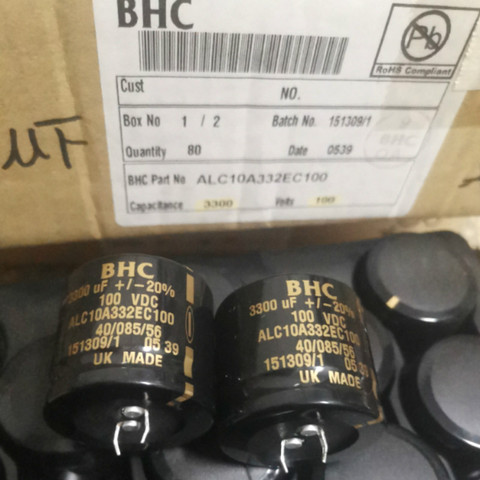 BHC
Pb
RoHS Compliant
Cust
NO.
Box No 1 / 2 Batch No. 151309/1
Quantity 80 Date 0539
BHC Part No ALC10A332EC100
Capacitance 3300 Volts 100
BHC
µF
BHC
3300 uF +/-20%
100 VDC
ALC10A332EC100
40/085/56
151309/1 05 39
UK MADE
BHC
3300 uF +/-20%
100 VDC
ALC10A332EC100
40/085/56
151309/1 05 39
UK MADE